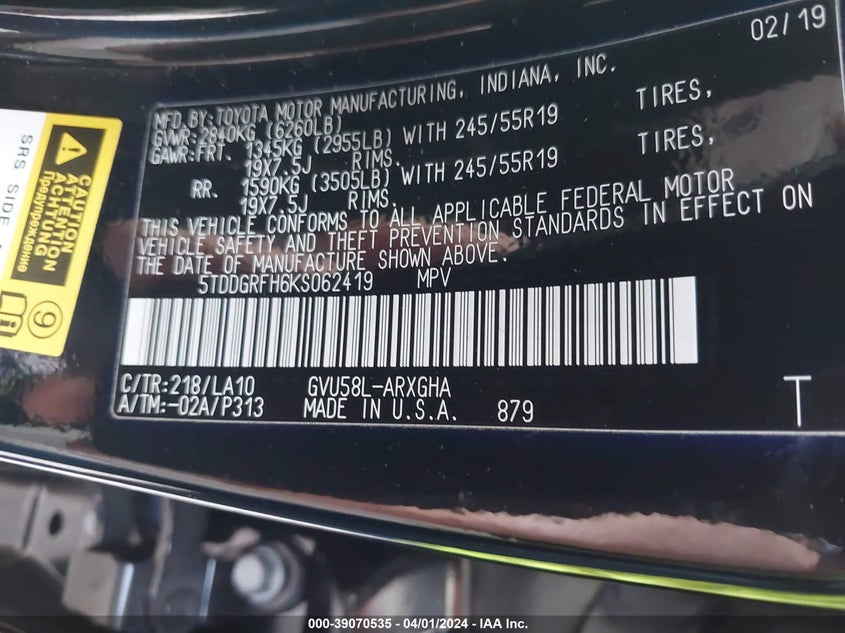 02/19
MFD.BY:TOYOTA MOTOR MANUFACTURING, INDIANA, INC.
GVWR:2840KG (6260LB)
GAWR:FRT. 1345KG (2955LB) WITH 245/55R19 TIRES,
19X7.5J RIMS.
RR. 1590KG (3505LB) WITH 245/55R19 TIRES,
19X7.5J RIMS.
THIS VEHICLE CONFORMS TO ALL APPLICABLE FEDERAL MOTOR
VEHICLE SAFETY AND THEFT PREVENTION STANDARDS IN EFFECT ON
THE DATE OF MANUFACTURE SHOWN ABOVE.
5TDDGRFH6KS062419 MPV
C/TR:218/LA10 GVU58L-ARXGHA
A/TM:-02A/P313 MADE IN U.S.A. 879
T
SRS SIDE
CAUTION
ATTENTION
ACHTUNG
Предупреждение
9
000-39070535 - 04/01/2024 - IAA Inc.